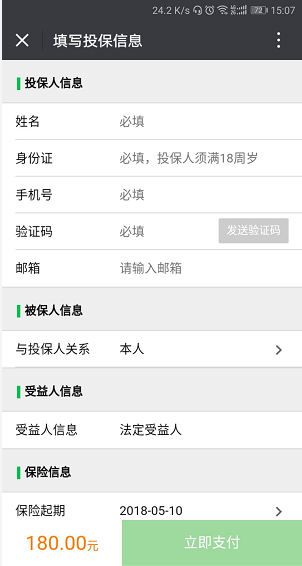 24.2 K/s 72 15:07
填写投保信息
投保人信息
姓名 必填
身份证 必填，投保人须满18周岁
手机号 必填
验证码 必填 发送验证码
邮箱 请输入邮箱
被保人信息
与投保人关系 本人
受益人信息
受益人信息 法定受益人
保险信息
保险起期 2018-05-10
180.00元 立即支付